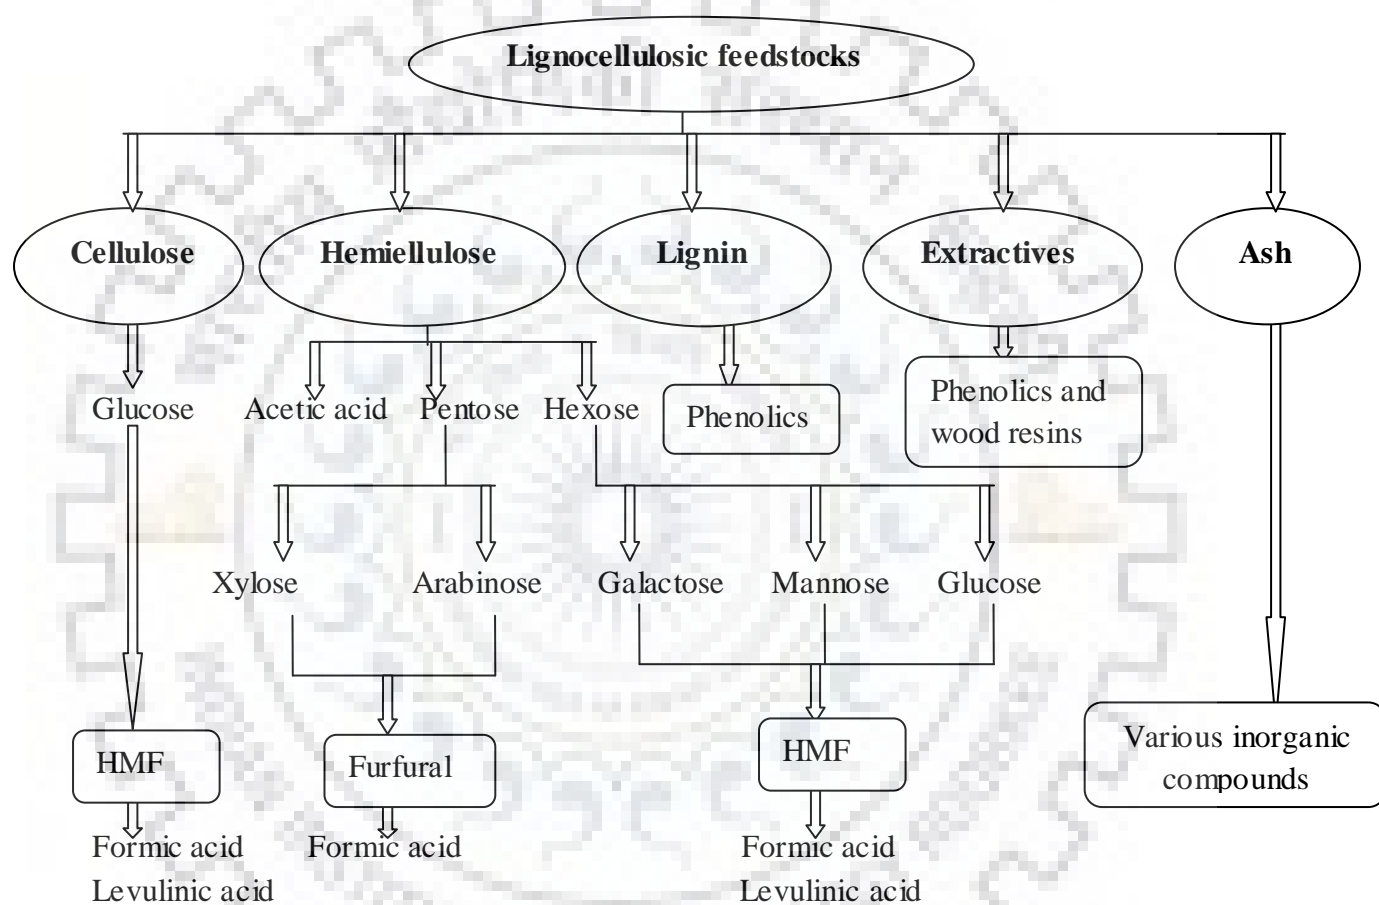 Lignocellulosic feedstocks
Cellulose
Hemiellulose
Lignin
Extractives
Ash
Glucose
Acetic acid
Pentose
Hexose
Phenolics
Phenolics and
wood resins
Xylose
Arabinose
Galactose
Mannose
Glucose
HMF
Furfural
HMF
Various inorganic
compounds
Formic acid
Levulinic acid
Formic acid
Formic acid
Levulinic acid